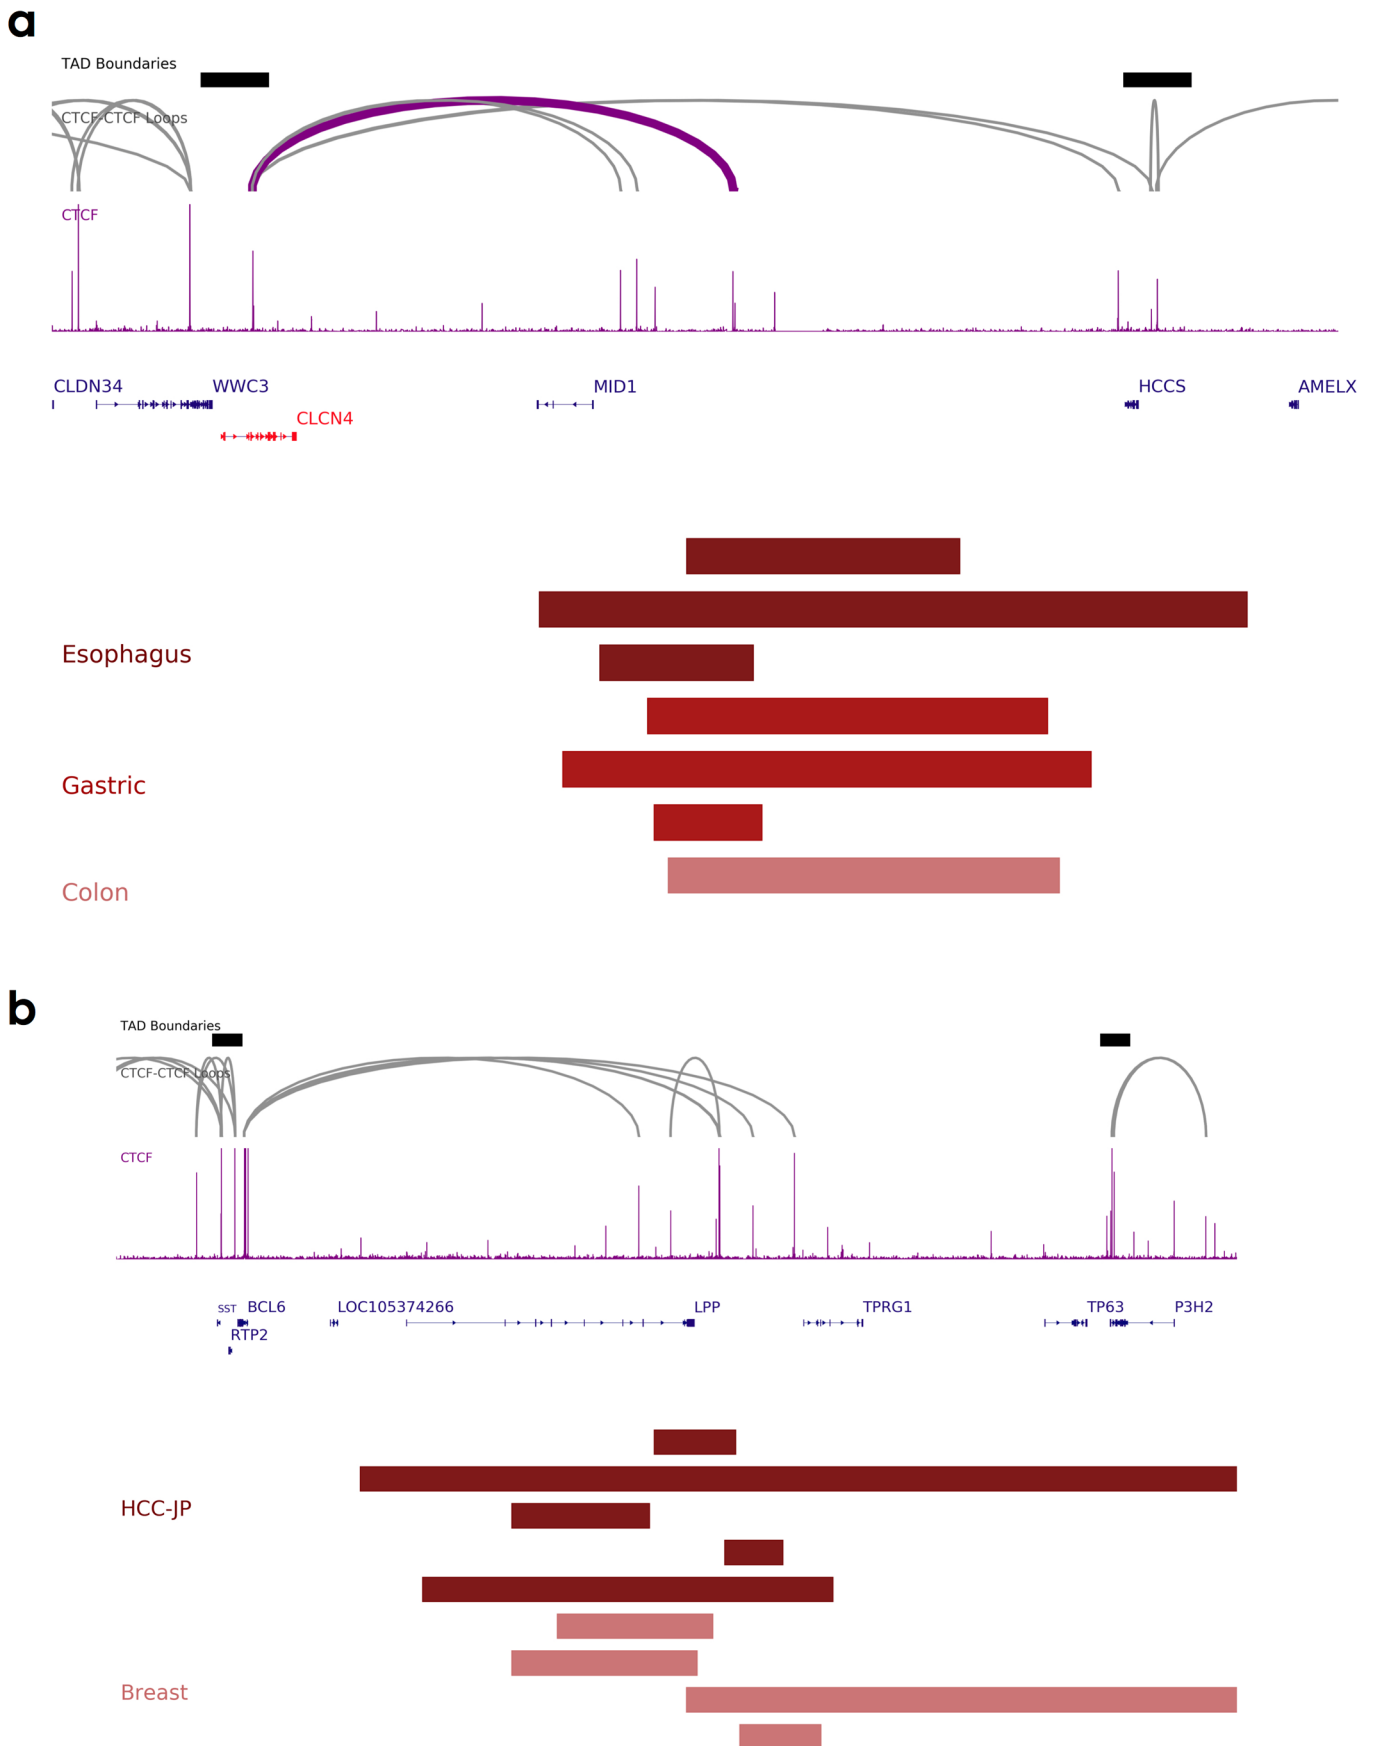 a
TAD Boundaries
CTCF-CTCF Loops
CTCF
CLDN34 WWC3 MID1 HCCS AMELX
CLCN4
Esophagus
Gastric
Colon
b
TAD Boundaries
CTCF-CTCF Loops
CTCF
SST BCL6 LOC105374266 LPP TPRG1 TP63 P3H2
RTP2
HCC-JP
Breast